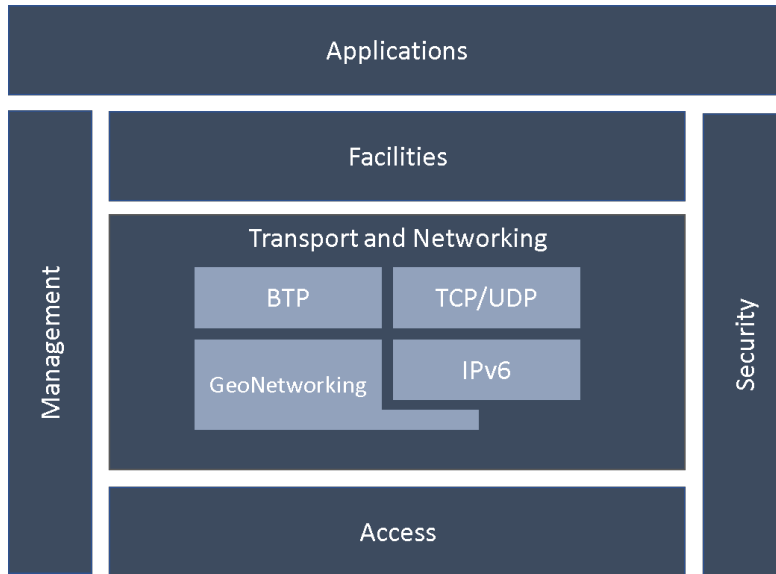 Applications
Management
Facilities
Transport and Networking
BTP
TCP/UDP
GeoNetworking
IPv6
Access
Security